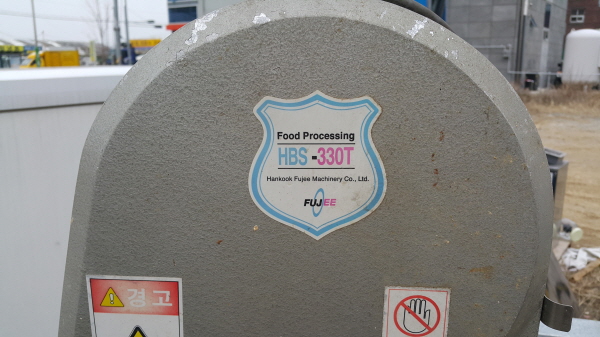 Food Processing
HBS -330T
Hankook Fujee Machinery Co., Ltd.
FUJEE
경고